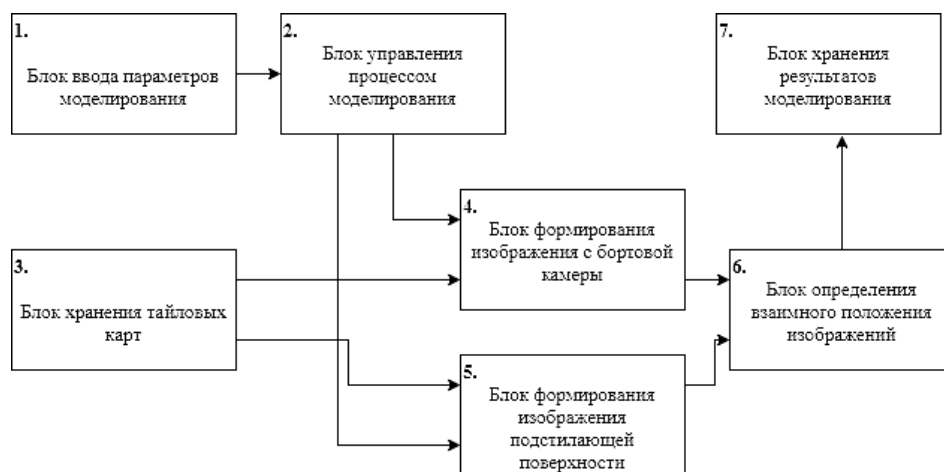 1.
Блок ввода параметров
моделирования
2.
Блок управления
процессом
моделирования
7.
Блок хранения
результатов
моделирования
3.
Блок хранения тайловых
карт
4.
Блок формирования
изображения с бортовой
камеры
5.
Блок формирования
изображения
подстилающей
поверхности
6.
Блок определения
взаимного положения
изображений